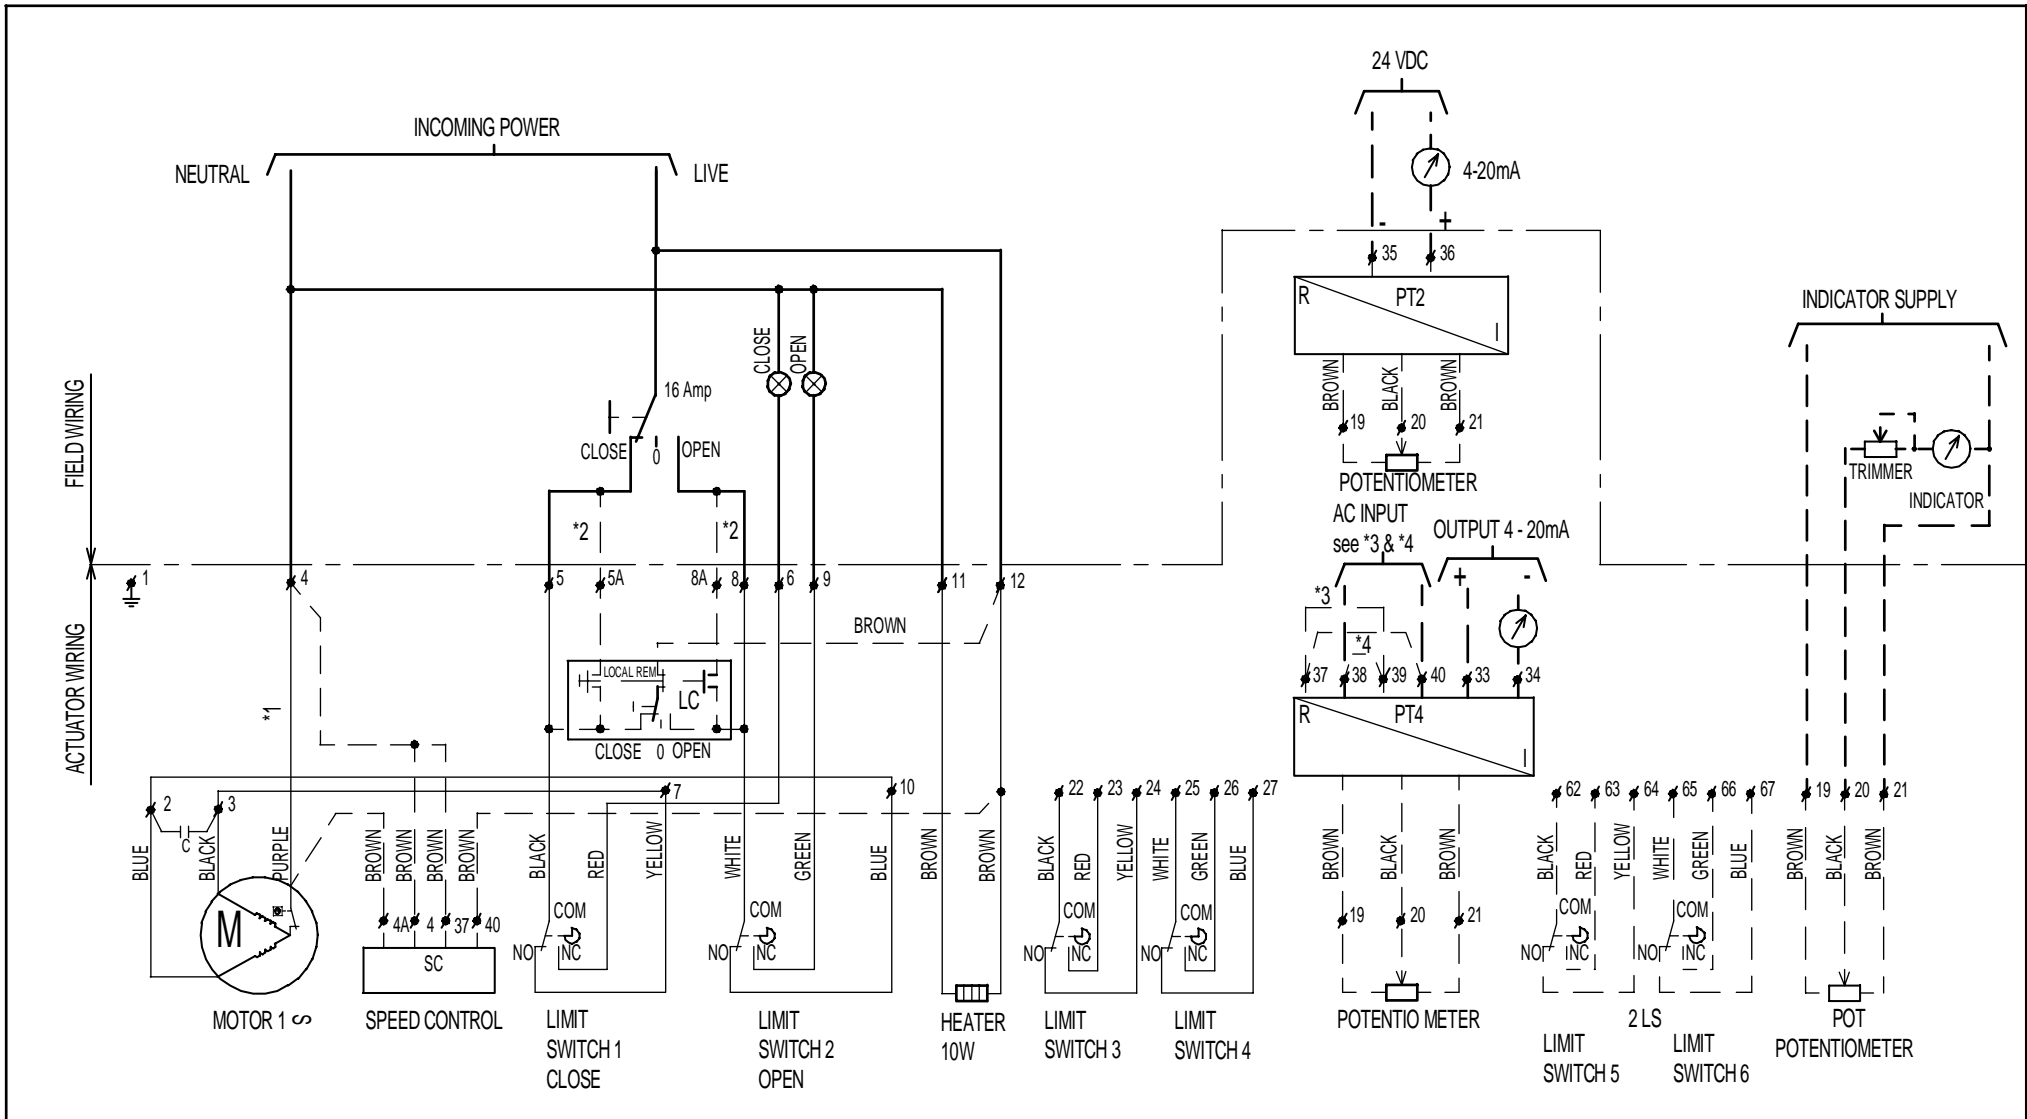 24 VDC
INCOMING POWER
NEUTRAL
LIVE
4-20mA
-
+
35
36
R
PT2
I
INDICATOR SUPPLY
CLOSE
OPEN
16 Amp
BROWN
BLACK
BROWN
19
20
21
CLOSE
0
OPEN
POTENTIOMETER
TRIMMER
INDICATOR
FIELD WIRING
*2
*2
AC INPUT
see *3 & *4
OUTPUT 4 - 20mA
+
-
1
4
5
5A
8A
8
6
9
11
12
*3
*4
BROWN
ACTUATOR WIRING
*1
LOCAL REM
LC
CLOSE
0
OPEN
37
38
39
40
33
34
R
PT4
I
2
3
C
7
10
22
23
24
25
26
27
62
63
64
65
66
67
19
20
21
BLUE
BLACK
PURPLE
BROWN
BROWN
BROWN
BROWN
BLACK
RED
YELLOW
WHITE
GREEN
BLUE
BROWN
BROWN
BLACK
RED
YELLOW
WHITE
GREEN
BLUE
BROWN
BLACK
BROWN
BLACK
RED
YELLOW
WHITE
GREEN
BLUE
BROWN
BLACK
BROWN
M
4A
4
37
40
SC
COM
NO
NC
COM
NO
NC
COM
NO
NC
COM
NO
NC
19
20
21
COM
NO
NC
COM
NO
NC
MOTOR 1 S
SPEED CONTROL
LIMIT
SWITCH 1
CLOSE
LIMIT
SWITCH 2
OPEN
HEATER
10W
LIMIT
SWITCH 3
LIMIT
SWITCH 4
POTENTIO METER
2 LS
LIMIT
SWITCH 5
LIMIT
SWITCH 6
POT
POTENTIOMETER